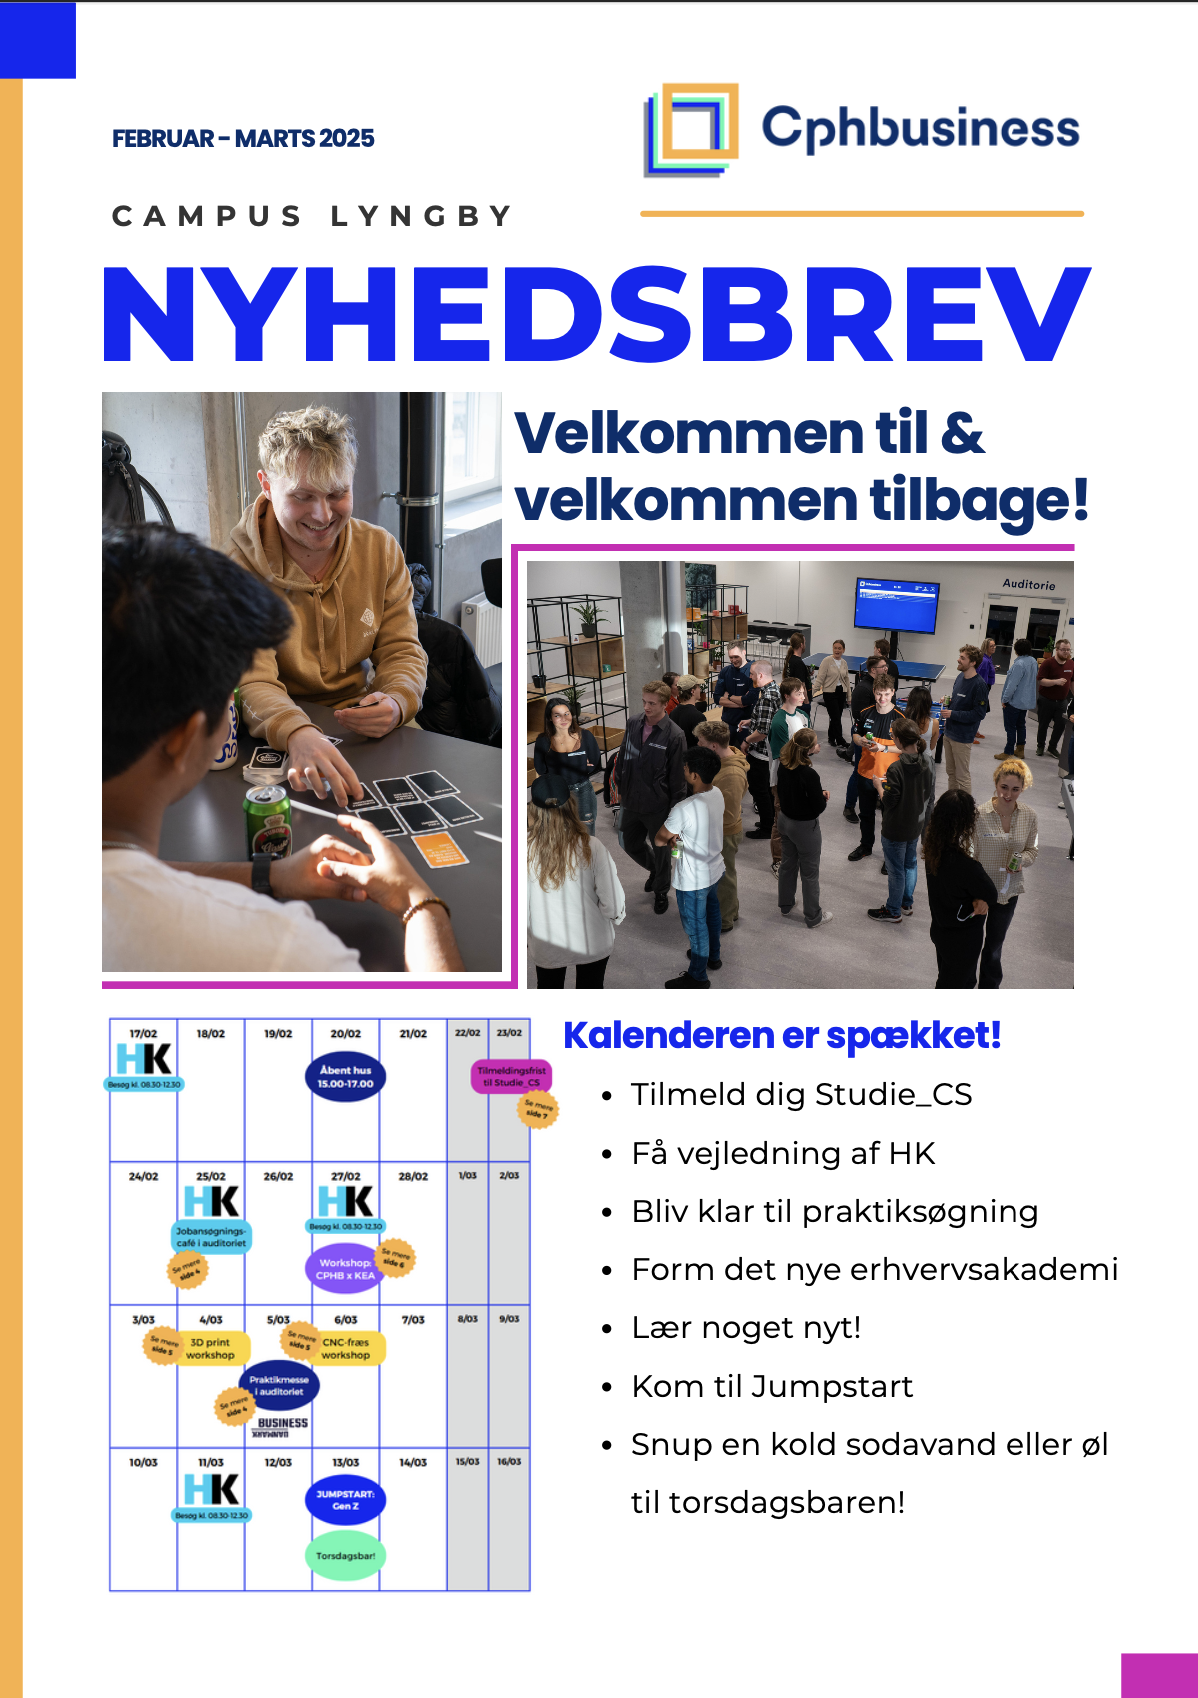 FEBRUAR - MARTS 2025
Cphbusiness
CAMPUS LYNGBY
NYHEDSBREV
Velkommen til &
velkommen tilbage!
Auditorie
Kalenderen er spækket!
Tilmeld dig Studie_CS
Få vejledning af HK
Bliv klar til praktiksøgning
Form det nye erhvervsakademi
Lær noget nyt!
Kom til Jumpstart
Snup en kold sodavand eller øl
til torsdagsbaren!
17/02 18/02 19/02 20/02 21/02 22/02 23/02
HK
Besøg kl. 08.30-12.30
Åbent hus
15.00-17.00
Tilmeldingsfrist
til Studie_CS
Se mere
side 7
24/02 25/02 26/02 27/02 28/02 1/03 2/03
HK
Jobansøgnings-
café i auditoriet
Se mere
side 4
HK
Besøg kl. 08.30-12.30
Workshop:
CPHB x KEA
Se mere
side 6
3/03 4/03 5/03 6/03 7/03 8/03 9/03
Se mere
side 5
3D print
workshop
Se mere
side 5
CNC-fræs
workshop
Praktikmesse
i auditoriet
Se mere
side 4
BUSINESS
DANMARK
10/03 11/03 12/03 13/03 14/03 15/03 16/03
HK
Besøg kl. 08.30-12.30
JUMPSTART:
Gen Z
Torsdagsbar!